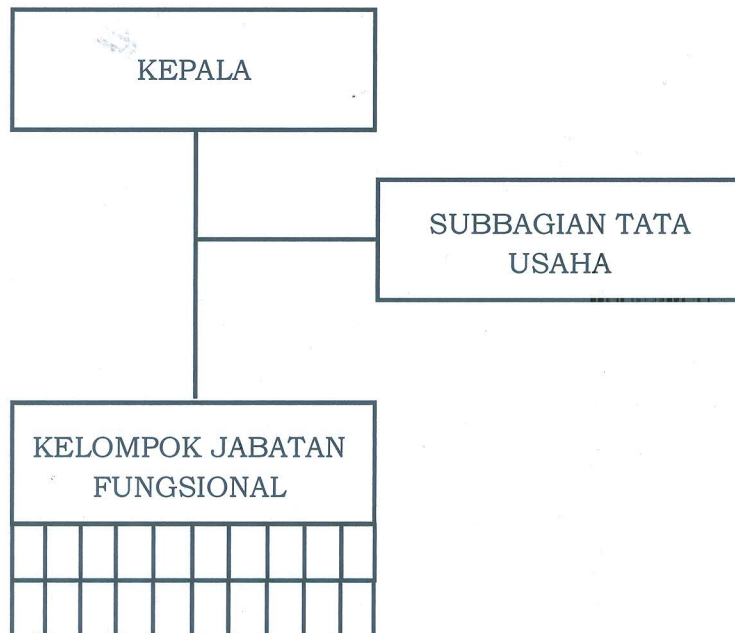 KEPALA
SUBBAGIAN TATA
USAHA
KELOMPOK JABATAN
FUNGSIONAL